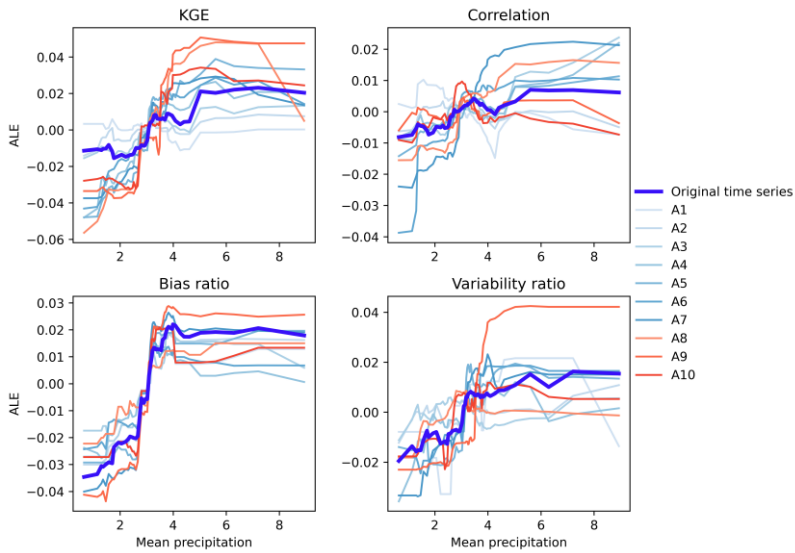 KGE
Correlation
ALE
0.04
0.02
0.00
−0.02
−0.04
−0.06
2
4
6
8
0.02
0.01
0.00
−0.01
−0.02
−0.03
−0.04
2
4
6
8
Original time series
A1
A2
A3
A4
A5
A6
A7
A8
A9
A10
Bias ratio
Variability ratio
ALE
0.03
0.02
0.01
0.00
−0.01
−0.02
−0.03
−0.04
2
4
6
8
Mean precipitation
0.04
0.02
0.00
−0.02
2
4
6
8
Mean precipitation